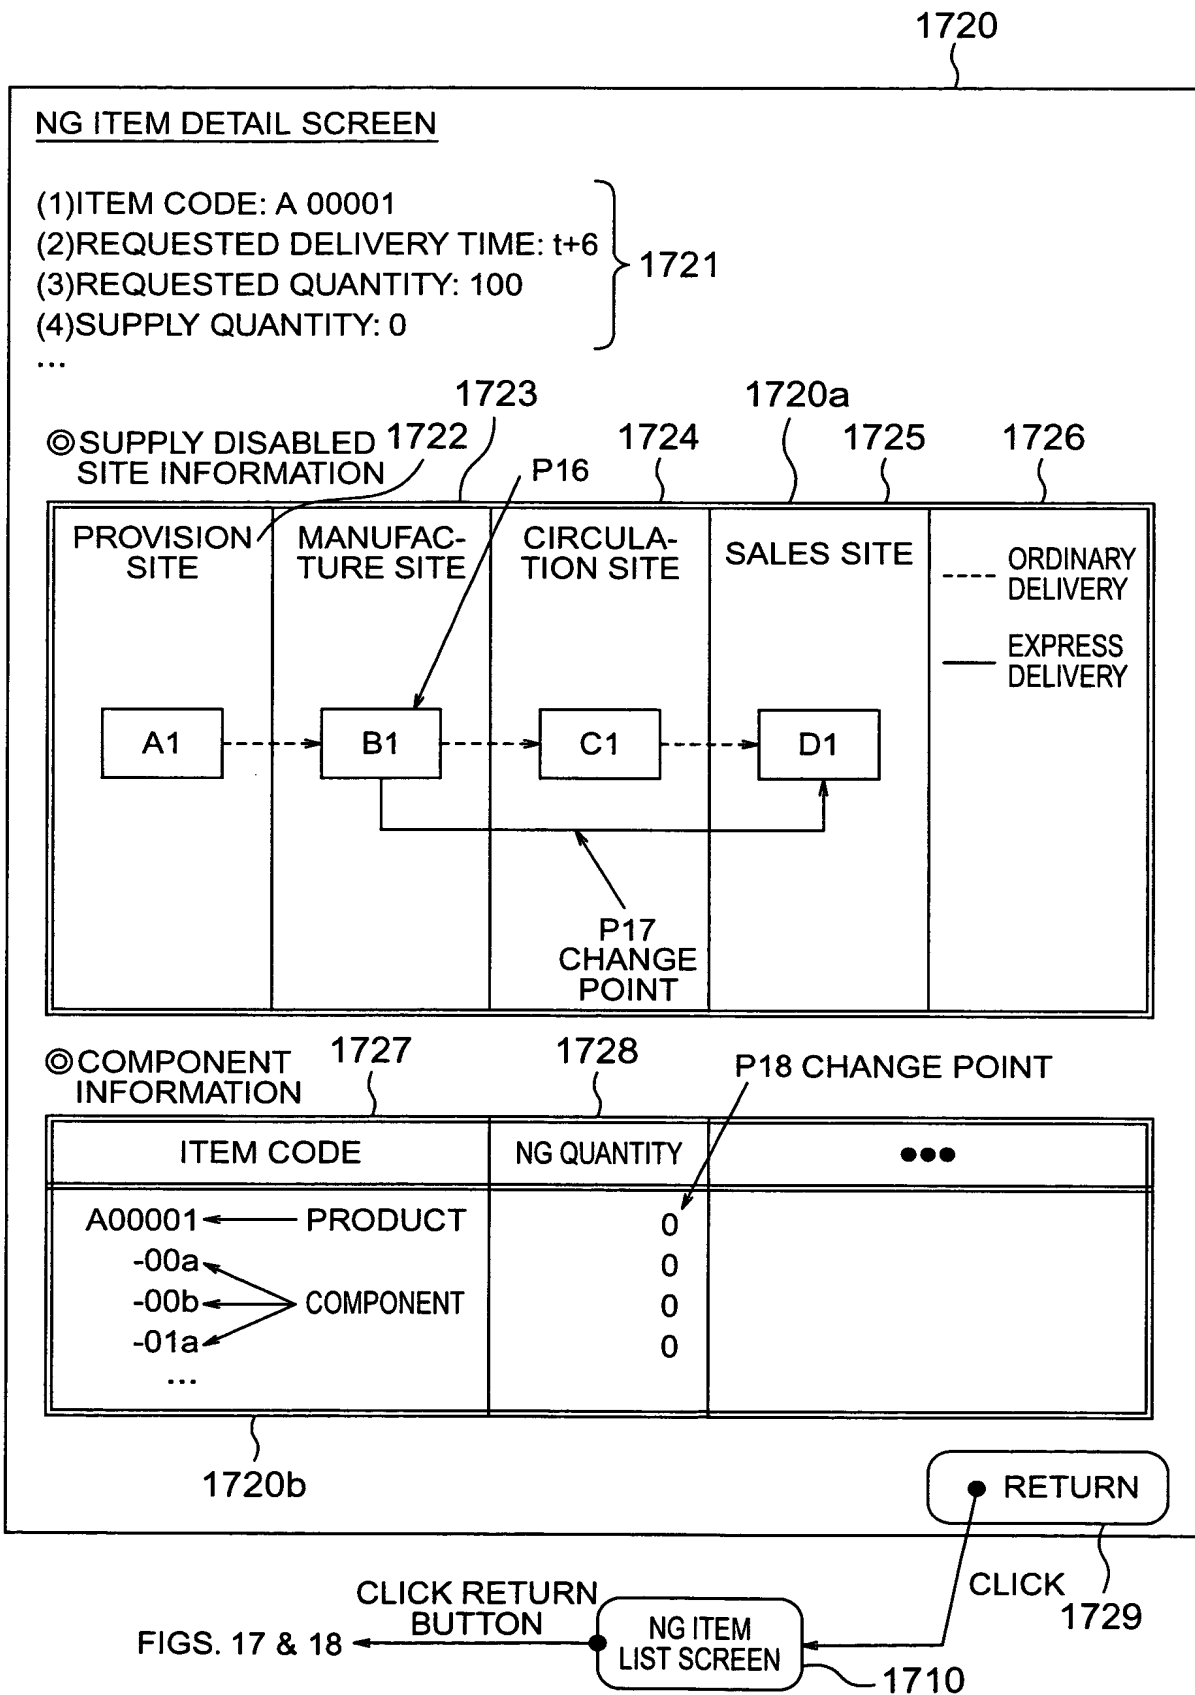 1720
NG ITEM DETAIL SCREEN
(1)ITEM CODE: A 00001
(2)REQUESTED DELIVERY TIME: t+6
(3)REQUESTED QUANTITY: 100
(4)SUPPLY QUANTITY: 0
...
1721
◎SUPPLY DISABLED
SITE INFORMATION
1722
1723
P16
1724
1720a
1725
1726
PROVISION
SITE
MANUFAC-
TURE SITE
CIRCULA-
TION SITE
SALES SITE
ORDINARY
DELIVERY
EXPRESS
DELIVERY
A1
B1
C1
D1
P17
CHANGE
POINT
◎COMPONENT
INFORMATION
1727
1728
P18 CHANGE POINT
ITEM CODE
NG QUANTITY
●●●
A00001
PRODUCT
0
-00a
0
-00b
COMPONENT
0
-01a
0
...
1720b
RETURN
CLICK
1729
CLICK RETURN
BUTTON
FIGS. 17 & 18
NG ITEM
LIST SCREEN
1710